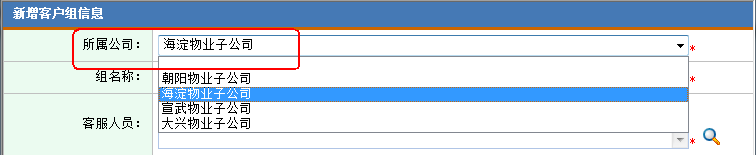 新增客户组信息
所属公司： 海淀物业子公司 *
组名称： 朝阳物业子公司 *
海淀物业子公司
宣武物业子公司
客服人员： 大兴物业子公司
*